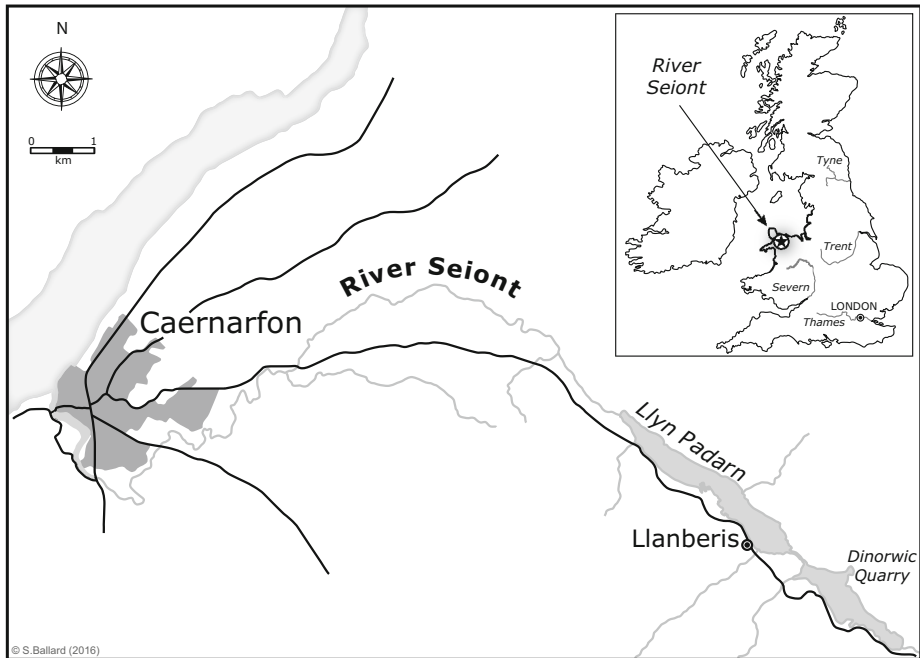 N
0 1
km
River Seiont
Caernarfon
Llyn Padarn
Llanberis
Dinorwic
Quarry
© S.Ballard (2016)
River
Seiont
Tyne
Trent
Severn
LONDON
Thames